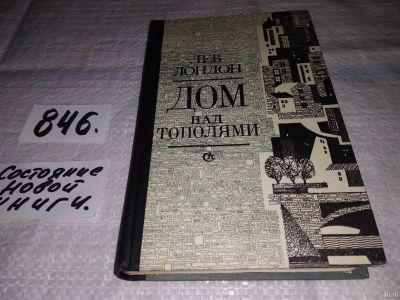 ЛЕВ
ЛОНДОН
ДОМ
НАД
ТОПОЛЯМИ
846.
Состояние
новой
книги.